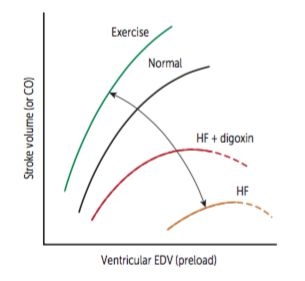 Exercise
Normal
HF + digoxin
HF
Stroke volume (or CO)
Ventricular EDV (preload)